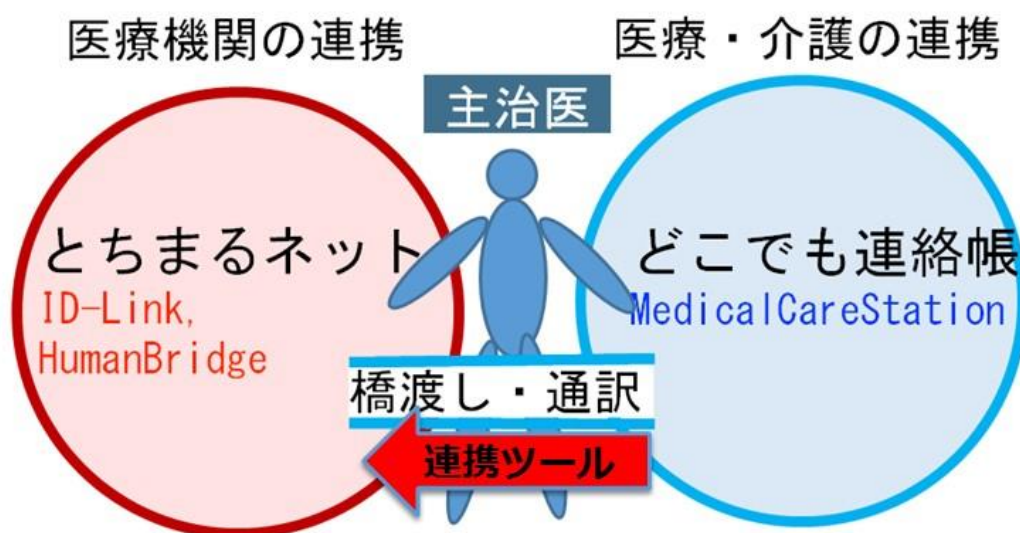 医療機関の連携
医療・介護の連携
主治医
とちまるネット
ID-Link,
HumanBridge
どこでも連絡帳
MedicalCareStation
橋渡し・通訳
連携ツール